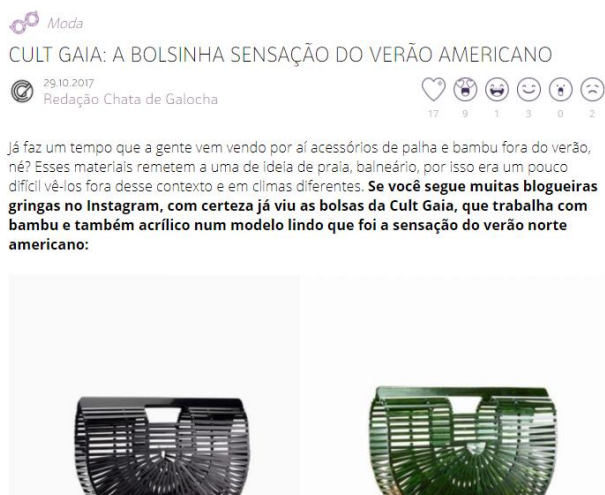 Moda
CULT GAIA: A BOLSINHA SENSAÇÃO DO VERÃO AMERICANO
29.10.2017
Redação Chata de Galocha
17 9 1 3 0 2
Já faz um tempo que a gente vem vendo por aí acessórios de palha e bambu fora do verão,
né? Esses materiais remetem a uma de ideia de praia, balneário, por isso era um pouco
difícil vê-los fora desse contexto e em climas diferentes. Se você segue muitas blogueiras
gringas no Instagram, com certeza já viu as bolsas da Cult Gaia, que trabalha com
bambu e também acrílico num modelo lindo que foi a sensação do verão norte
americano: